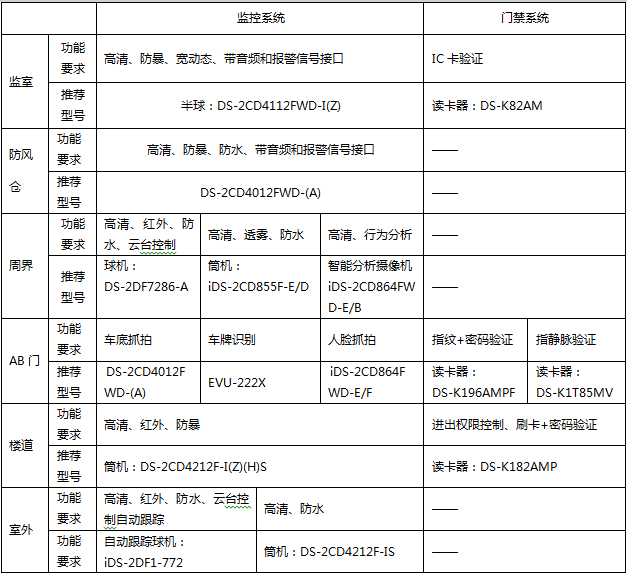 监控系统
门禁系统
监室
功能
要求
高清、防暴、宽动态、带音频和报警信号接口
IC 卡验证
推荐
型号
半球：DS-2CD4112FWD-I(Z)
读卡器：DS-K82AM
防风
仓
功能
要求
高清、防暴、防水、带音频和报警信号接口
——
推荐
型号
DS-2CD4012FWD-(A)
——
周界
功能
要求
高清、红外、防
水、云台控制
高清、透雾、防水
高清、行为分析
——
推荐
型号
球机：
DS-2DF7286-A
筒机：
iDS-2CD855F-E/D
智能分析摄像机
iDS-2CD864FW
D-E/B
——
AB 门
功能
要求
车底抓拍
车牌识别
人脸抓拍
指纹+密码验证
指静脉验证
推荐
型号
DS-2CD4012F
WD-(A)
EVU-222X
iDS-2CD864F
WD-E/F
读卡器：
DS-K196AMPF
读卡器：
DS-K1T85MV
楼道
功能
要求
高清、红外、防暴
进出权限控制、刷卡+密码验证
推荐
型号
筒机：DS-2CD4212F-I(Z)(H)S
读卡器：DS-K182AMP
室外
功能
要求
高清、红外、防水、云台控
制自动跟踪
高清、防水
——
功能
要求
自动跟踪球机：
iDS-2DF1-772
筒机：DS-2CD4212F-IS
——